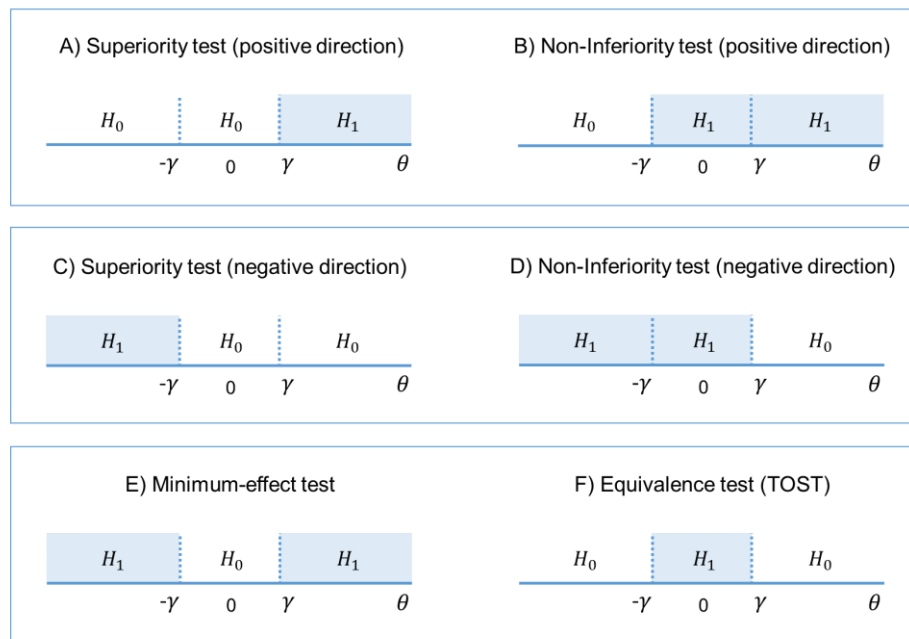 A) Superiority test (positive direction)
H₀ H₀ H₁
-γ 0 γ θ
B) Non-Inferiority test (positive direction)
H₀ H₁ H₁
-γ 0 γ θ
C) Superiority test (negative direction)
H₁ H₀ H₀
-γ 0 γ θ
D) Non-Inferiority test (negative direction)
H₁ H₁ H₀
-γ 0 γ θ
E) Minimum-effect test
H₁ H₀ H₁
-γ 0 γ θ
F) Equivalence test (TOST)
H₀ H₁ H₀
-γ 0 γ θ